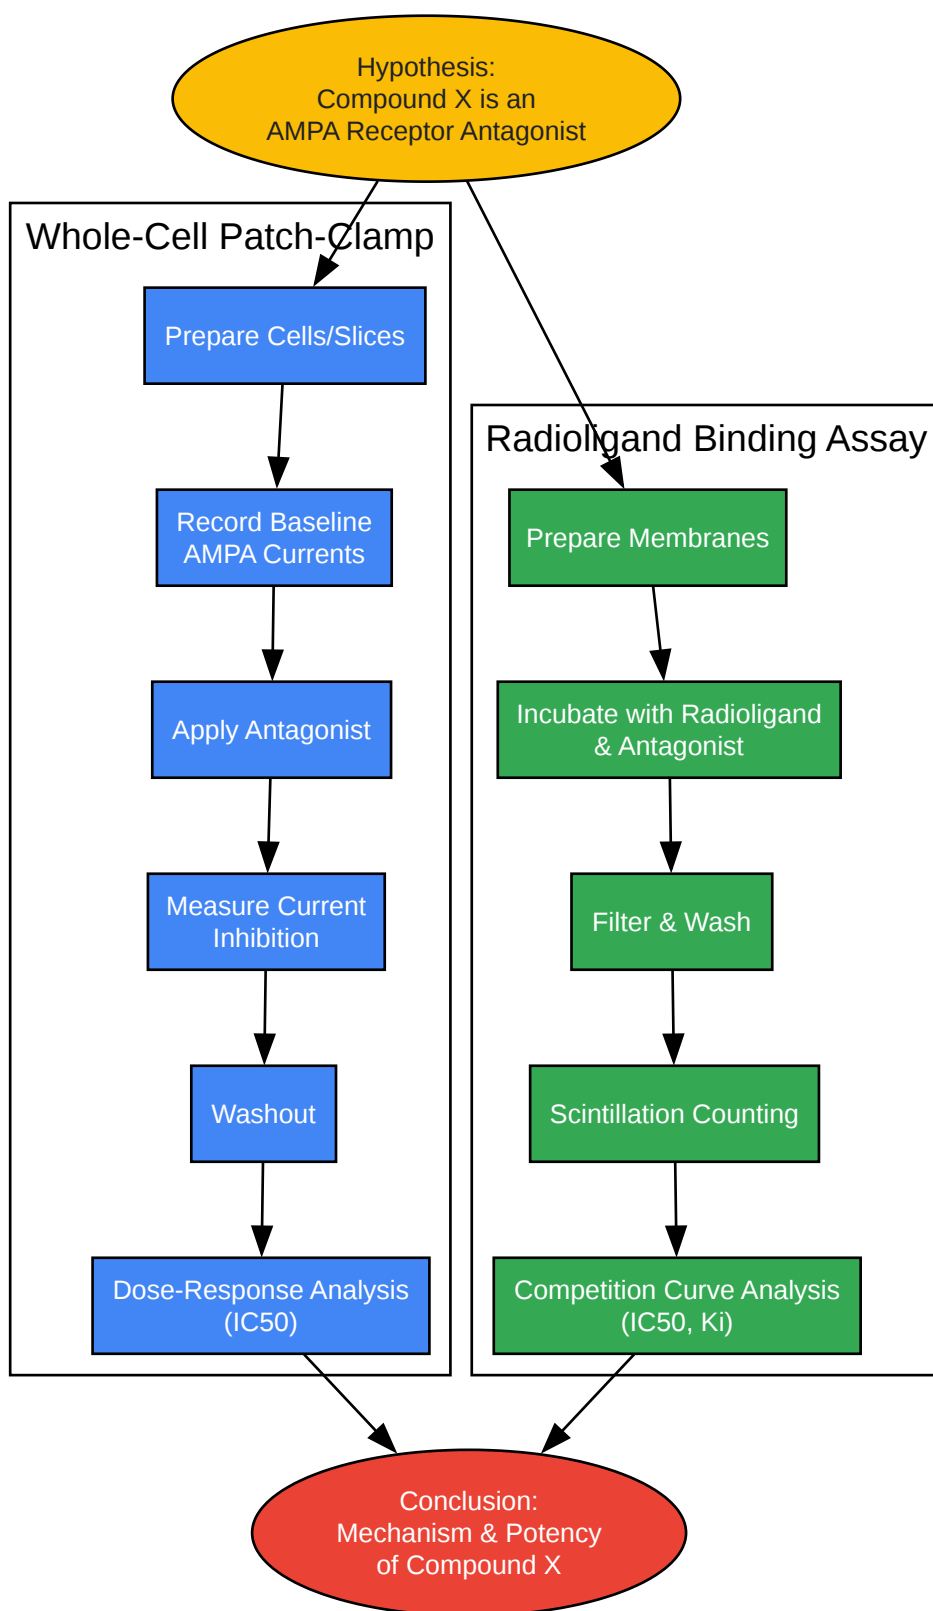 Hypothesis:
Compound X is an
AMPA Receptor Antagonist
Whole-Cell Patch-Clamp
Prepare Cells/Slices
Record Baseline
AMPA Currents
Apply Antagonist
Measure Current
Inhibition
Washout
Dose-Response Analysis
(IC50)
Radioligand Binding Assay
Prepare Membranes
Incubate with Radioligand
& Antagonist
Filter & Wash
Scintillation Counting
Competition Curve Analysis
(IC50, Ki)
Conclusion:
Mechanism & Potency
of Compound X